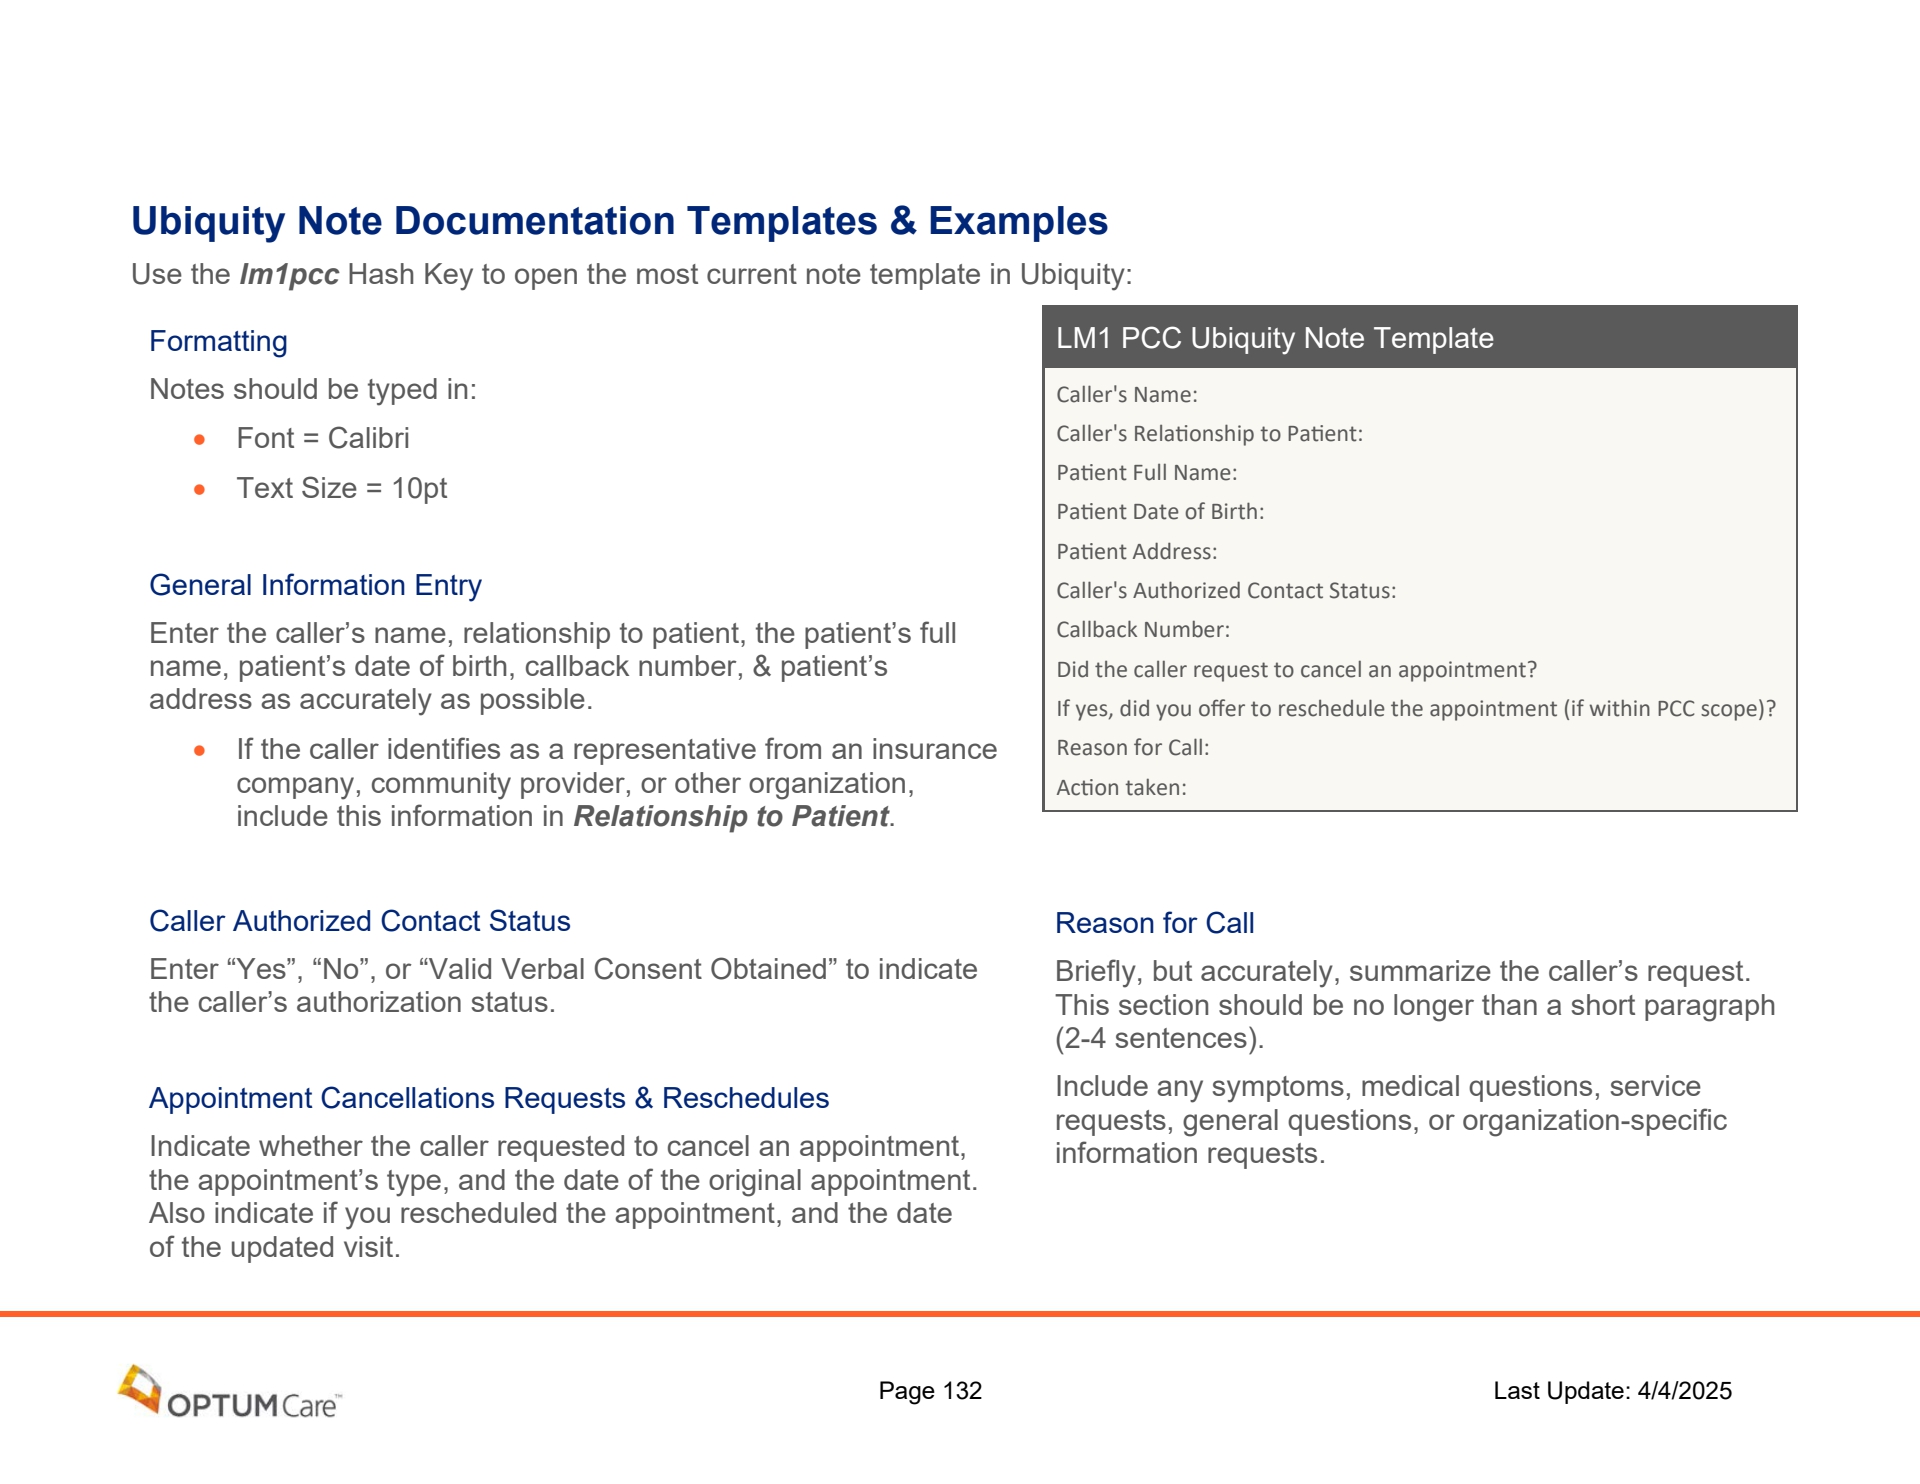 Ubiquity Note Documentation Templates & Examples
Use the lm1pcc Hash Key to open the most current note template in Ubiquity:
Formatting
Notes should be typed in:
• Font = Calibri
• Text Size = 10pt
General Information Entry
Enter the caller’s name, relationship to patient, the patient’s full
name, patient’s date of birth, callback number, & patient’s
address as accurately as possible.
• If the caller identifies as a representative from an insurance
company, community provider, or other organization,
include this information in Relationship to Patient.
LM1 PCC Ubiquity Note Template
Caller's Name:
Caller's Relationship to Patient:
Patient Full Name:
Patient Date of Birth:
Patient Address:
Caller's Authorized Contact Status:
Callback Number:
Did the caller request to cancel an appointment?
If yes, did you offer to reschedule the appointment (if within PCC scope)?
Reason for Call:
Action taken:
Caller Authorized Contact Status
Enter “Yes”, “No”, or “Valid Verbal Consent Obtained” to indicate
the caller’s authorization status.
Appointment Cancellations Requests & Reschedules
Indicate whether the caller requested to cancel an appointment,
the appointment’s type, and the date of the original appointment.
Also indicate if you rescheduled the appointment, and the date
of the updated visit.
Reason for Call
Briefly, but accurately, summarize the caller’s request.
This section should be no longer than a short paragraph
(2-4 sentences).
Include any symptoms, medical questions, service
requests, general questions, or organization-specific
information requests.
OPTUM Care™
Page 132
Last Update: 4/4/2025